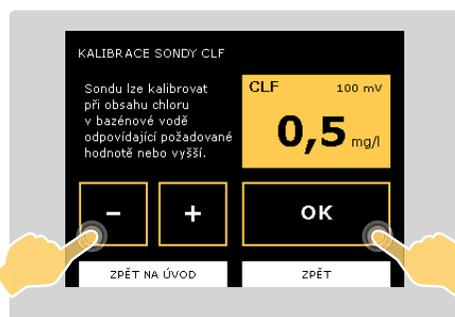 KALIBRACE SONDY CLF
Sondu lze kalibrovat
při obsahu chloru
v bazénové vodě
odpovídající požadované
hodnotě nebo vyšší.
CLF 100 mV
0,5 mg/l
− + OK
ZPĚT NA ÚVOD ZPĚT